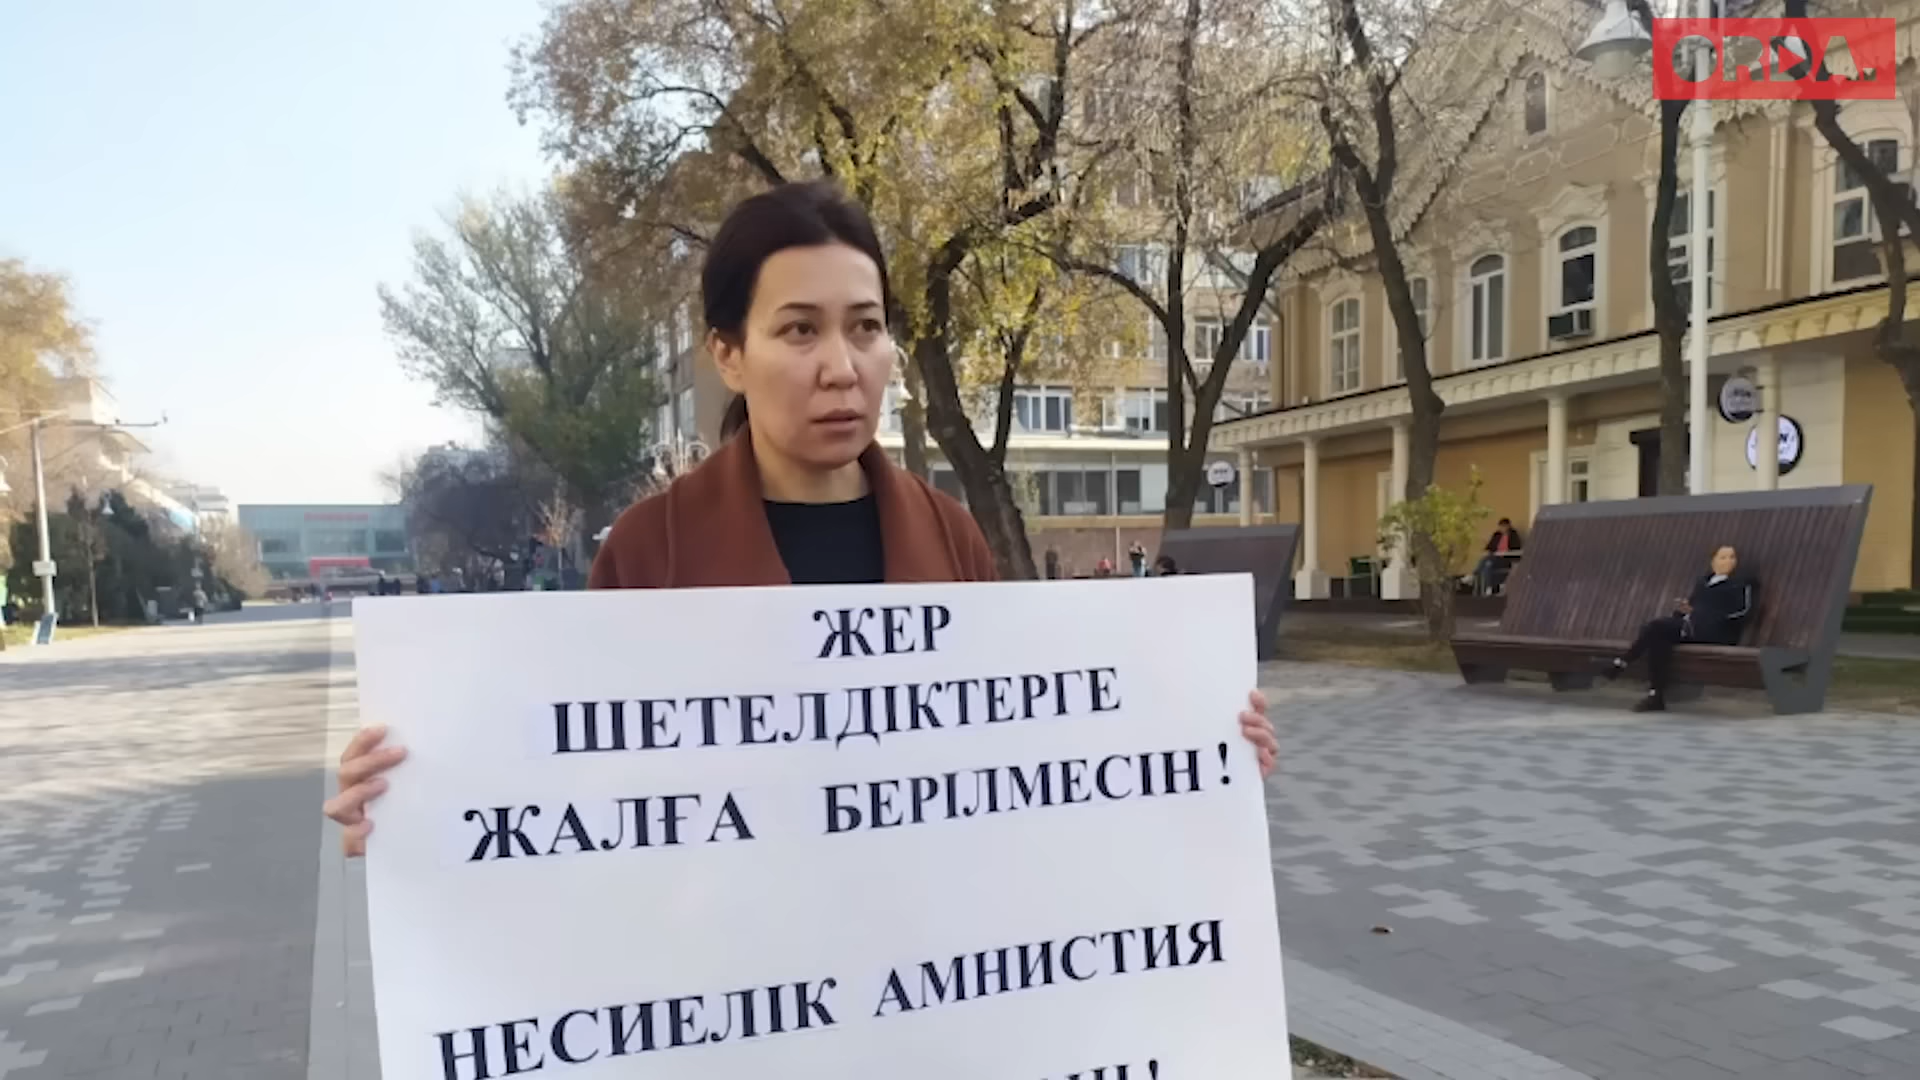 ORDA.
ЖЕР
ШЕТЕЛДІКТЕРГЕ
ЖАЛҒА БЕРІЛМЕСІН!
НЕСИЕЛІК АМНИСТИЯ